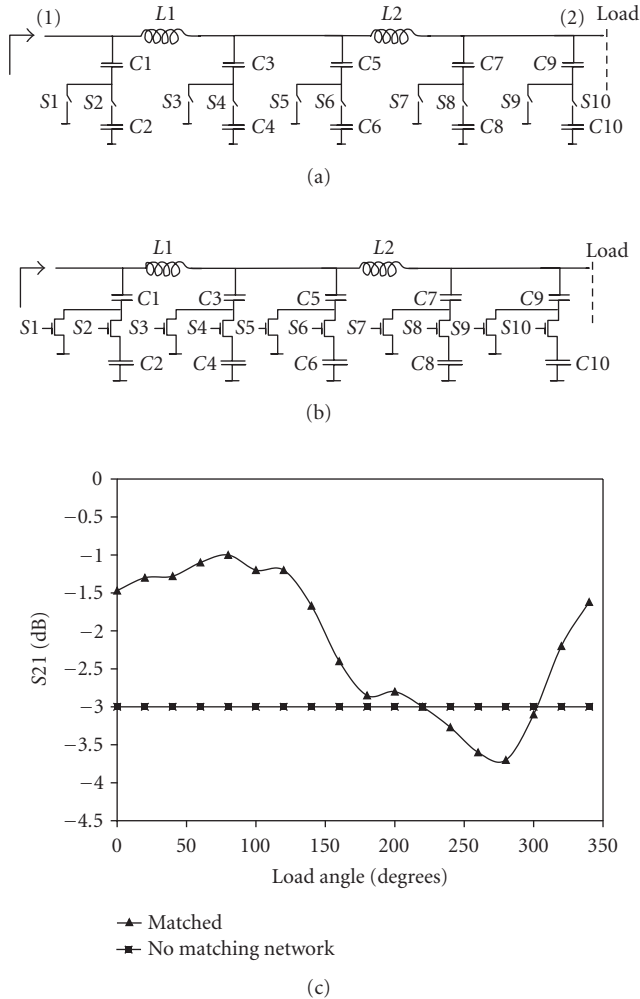 (1) L1 L2 (2) Load
C1 C3 C5 C7 C9
S1 S2 S3 S4 S5 S6 S7 S8 S9 S10
C2 C4 C6 C8 C10
(a)
Load
L1 L2
C1 C3 C5 C7 C9
S1 S2 S3 S4 S5 S6 S7 S8 S9 S10
C2 C4 C6 C8 C10
(b)
0
−0.5
−1
−1.5
−2
−2.5
−3
−3.5
−4
−4.5
S21 (dB)
0 50 100 150 200 250 300 350
Load angle (degrees)
Matched
No matching network
(c)